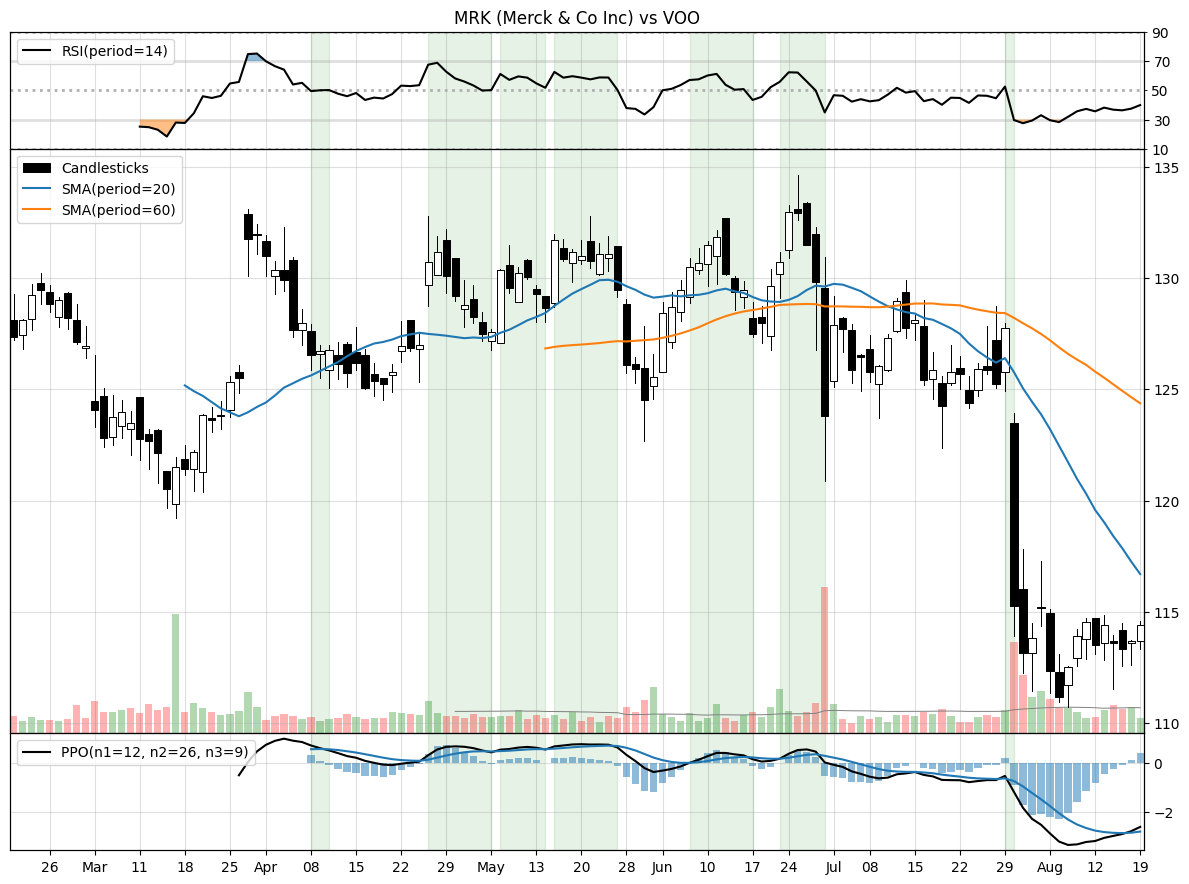 MRK (Merck & Co Inc) vs VOO
RSI(period=14)
90
70
50
30
10
Candlesticks
SMA(period=20)
SMA(period=60)
135
130
125
120
115
110
PPO(n1=12, n2=26, n3=9)
0
−2
26 Mar 11 18 25 Apr 08 15 22 29 May 13 20 28 Jun 10 17 24 Jul 08 15 22 29 Aug 12 19